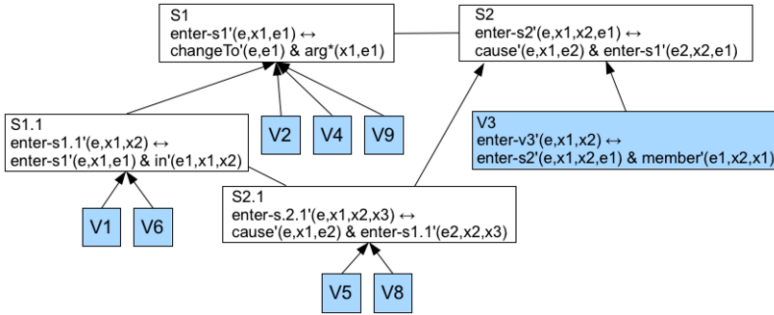 S1
enter-s1'(e,x1,e1) ↔
changeTo'(e,e1) & arg*(x1,e1)
S2
enter-s2'(e,x1,x2,e1) ↔
cause'(e,x1,e2) & enter-s1'(e2,x2,e1)
S1.1
enter-s1.1'(e,x1,x2) ↔
enter-s1'(e,x1,e1) & in'(e1,x1,x2)
V2
V4
V9
V3
enter-v3'(e,x1,x2) ↔
enter-s2'(e,x1,x2,e1) & member'(e1,x2,x1)
S2.1
enter-s.2.1'(e,x1,x2,x3) ↔
cause'(e,x1,e2) & enter-s1.1'(e2,x2,x3)
V1
V6
V5
V8